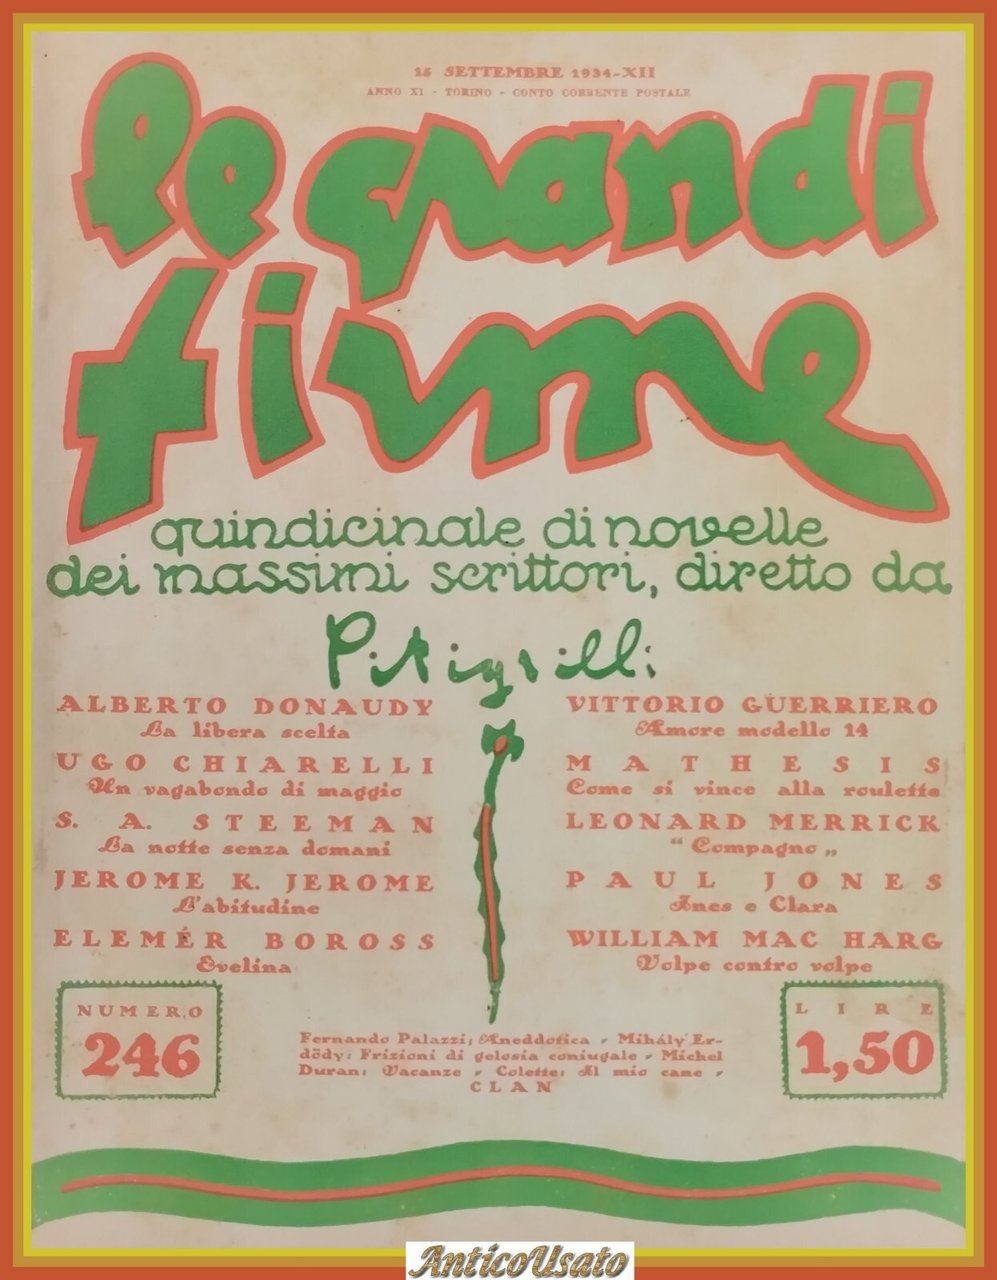 15 SETTEMBRE 1934-XII
ANNO XI - TORINO - CONTO CORRENTE POSTALE
le grandi
firme
quindicinale di novelle
dei massimi scrittori, diretto da
Pitigrilli
ALBERTO DONAUDY
La libera scelta
UGO CHIARELLI
Un vagabondo di maggio
S. A. STEEMAN
La notte senza domani
JEROME K. JEROME
L'abitudine
ELEMÉR BOROSS
Evelina
VITTORIO GUERRIERO
Amore modello 14
MATHESIS
Come si vince alla roulette
LEONARD MERRICK
“Compagno„
PAUL JONES
Ines e Clara
WILLIAM MAC HARG
Volpe contro volpe
NUMERO
246
Fernando Palazzi: Aneddotica - Mihály Er-
dödy: Frizioni di gelosia coniugale - Michel
Duran: Vacanze - Colette: Il mio cane -
CLAN
LIRE
1,50
AnticoUsato